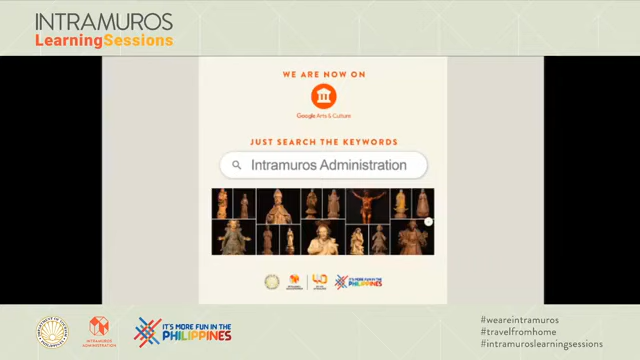 INTRAMUROS
LearningSessions
WE ARE NOW ON
Google Arts & Culture
JUST SEARCH THE KEYWORDS
Intramuros Administration
IT'S MORE FUN IN THE
PHILIPPINES
INTRAMUROS
ADMINISTRATION
IT'S MORE FUN IN THE
PHILIPPINES
#weareintramuros
#travelfromhome
#intramuroslearningsessions